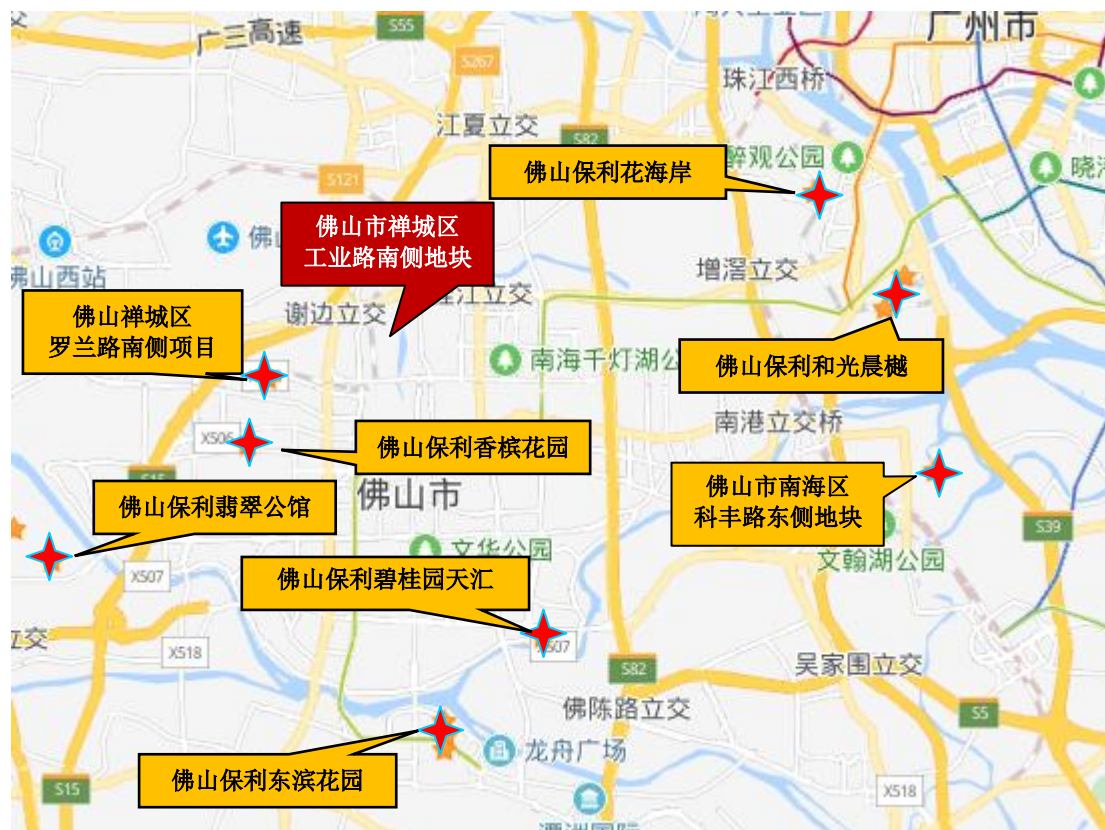 广州市
S55
广三高速
S267
珠江西桥
江夏立交
S82
醉观公园
佛山保利花海岸
S121
佛山市禅城区
工业路南侧地块
佛山西站
增滘立交
谢边立交
佛山禅城区
罗兰路南侧项目
南海千灯湖公
佛山保利和光晨樾
南港立交桥
X506
佛山保利香槟花园
佛山市
佛山市南海区
科丰路东侧地块
S15
佛山保利翡翠公馆
S39
文华公园
文翰湖公园
X507
佛山保利碧桂园天汇
立交
X518
X507
吴家围立交
S82
佛陈路立交
S5
龙舟广场
佛山保利东滨花园
S15
X518